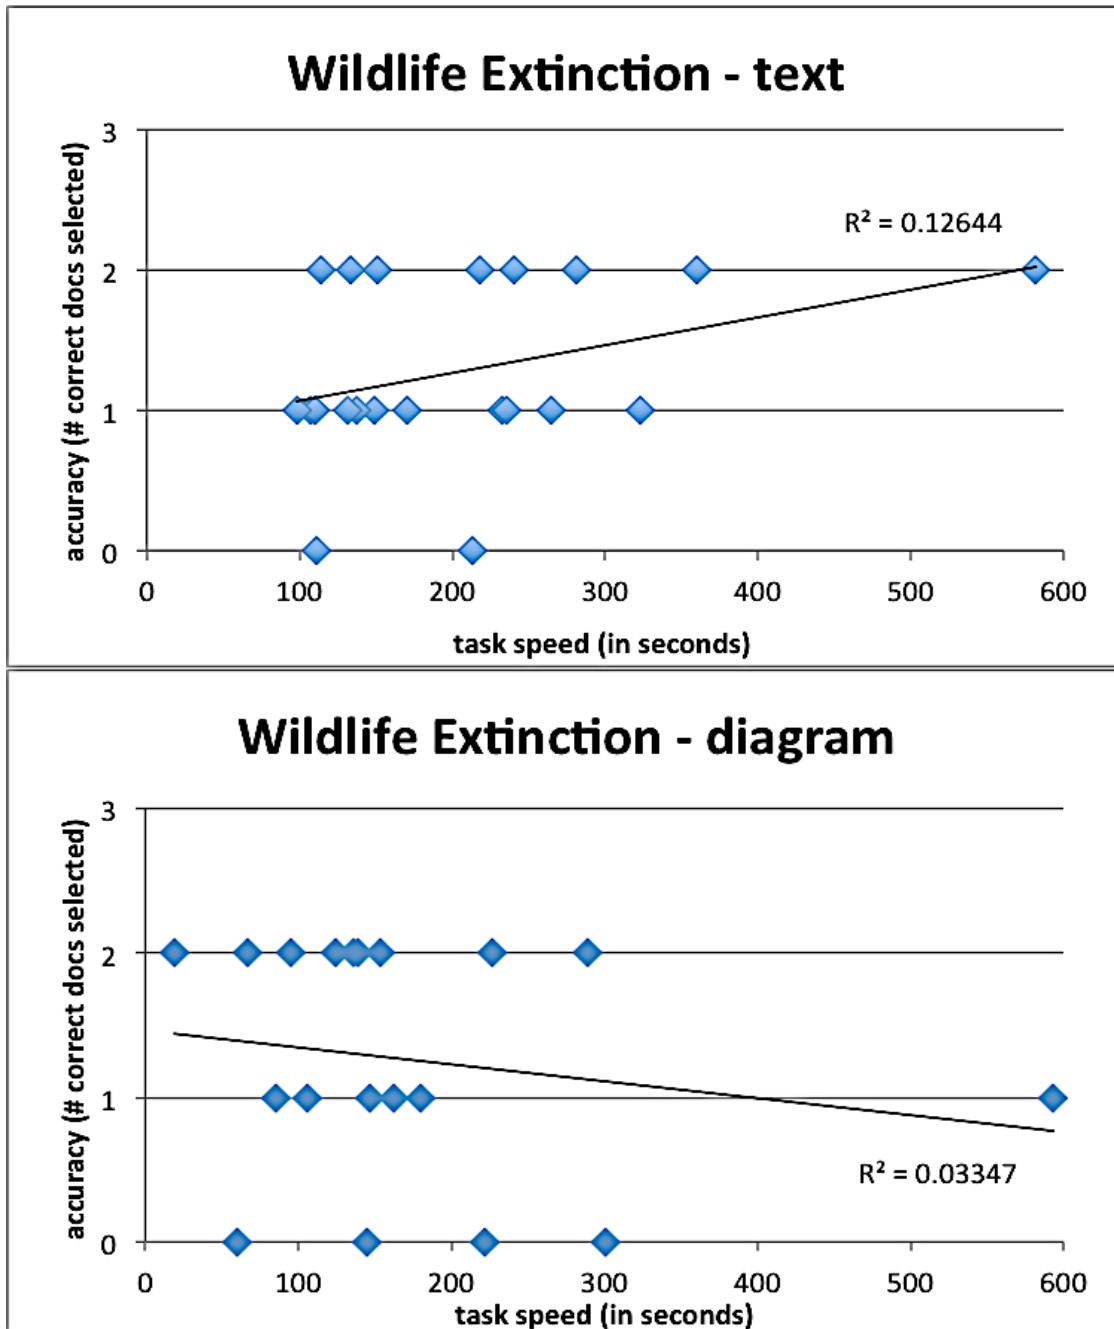 Wildlife Extinction - text
accuracy (# correct docs selected)
3
2
1
0
R² = 0.12644
0 100 200 300 400 500 600
task speed (in seconds)
Wildlife Extinction - diagram
accuracy (# correct docs selected)
3
2
1
0
R² = 0.03347
0 100 200 300 400 500 600
task speed (in seconds)